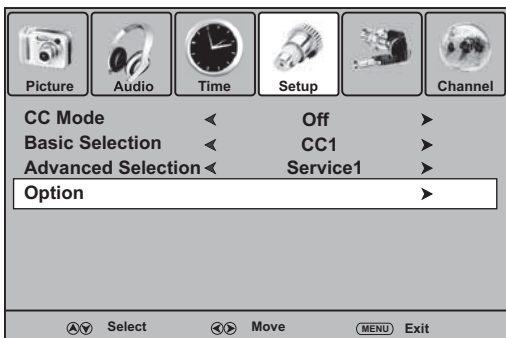 Picture Audio Time Setup Channel
CC Mode Off
Basic Selection CC1
Advanced Selection Service1
Option
Select Move MENU Exit